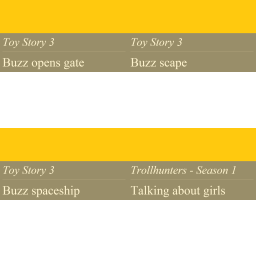 Toy Story 3 Toy Story 3
Buzz opens gate Buzz scape
Toy Story 3 Trollhunters - Season 1
Buzz spaceship Talking about girls